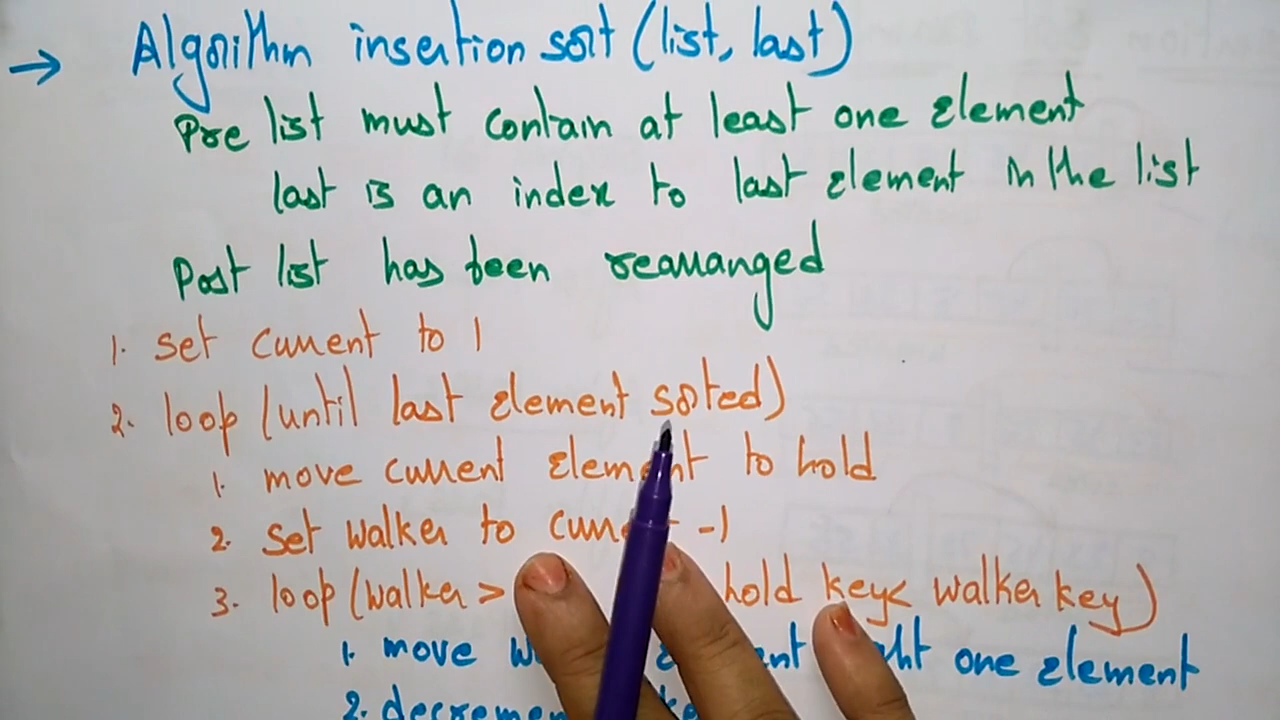 → Algorithm insertion sort (list, last)
Pre list must contain at least one element
last is an index to last element in the list
Post list has been rearranged
1. set current to 1
2. loop (until last element sorted)
1. move current element to hold
2. set walker to current -1
3. loop (walker > hold key < walker key)
1. move one element
2.